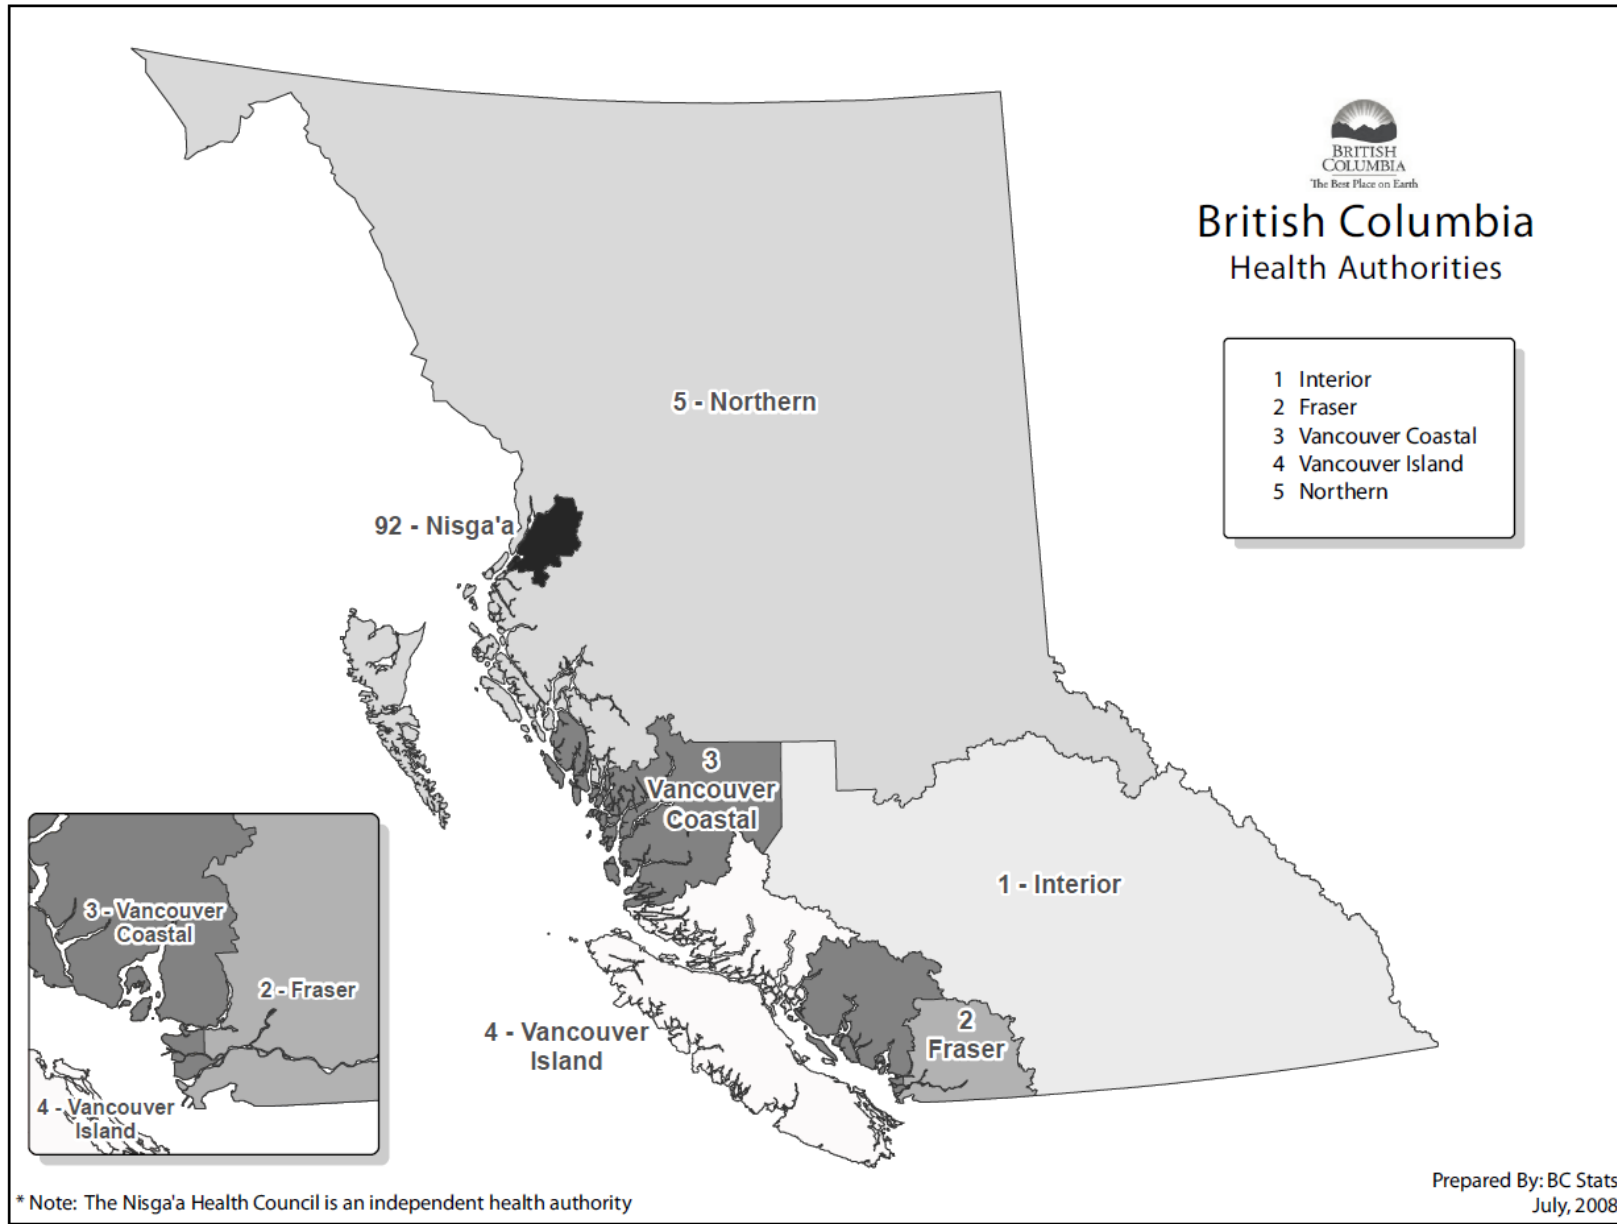 BRITISH
COLUMBIA
The Best Place on Earth
British Columbia
Health Authorities
1 Interior
2 Fraser
3 Vancouver Coastal
4 Vancouver Island
5 Northern
5 - Northern
92 - Nisga'a
3
Vancouver
Coastal
1 - Interior
4 - Vancouver
Island
2
Fraser
3 - Vancouver
Coastal
2 - Fraser
4 - Vancouver
Island
* Note: The Nisga'a Health Council is an independent health authority
Prepared By: BC Stats
July, 2008